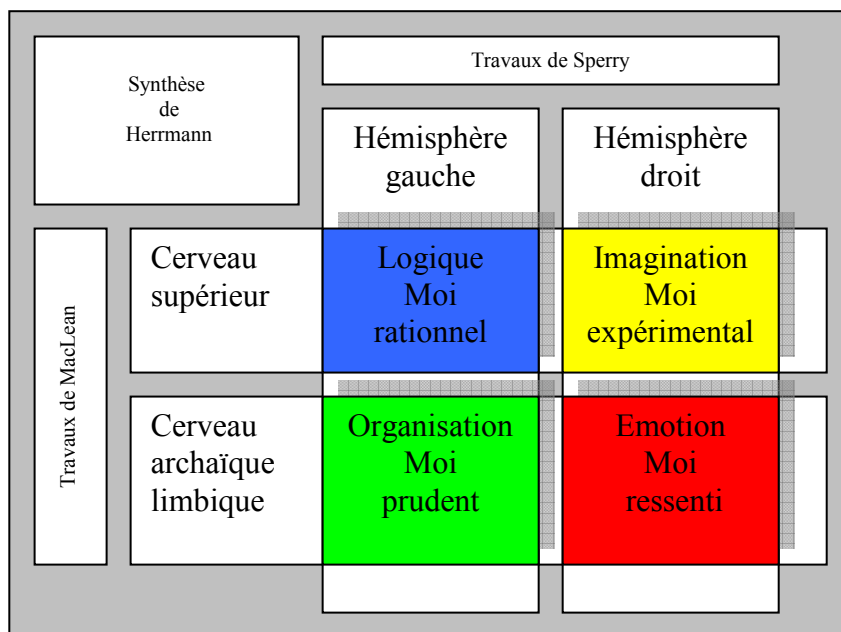 Synthèse
de
Herrmann
Travaux de Sperry
Hémisphère
gauche
Hémisphère
droit
Travaux de MacLean
Cerveau
supérieur
Logique
Moi
rationnel
Imagination
Moi
expérimental
Cerveau
archaïque
limbique
Organisation
Moi
prudent
Emotion
Moi
ressenti